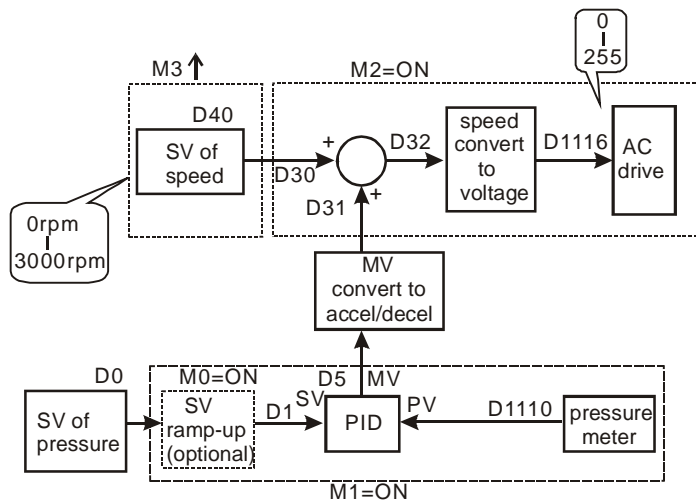 0
255
M3
M2=ON
D40
SV of
speed
+
D30
D31
+
D32
speed
convert
to
voltage
D1116
AC
drive
0rpm
3000rpm
MV
convert to
accel/decel
D0
SV of
pressure
M0=ON
SV
ramp-up
(optional)
D1
SV
D5
MV
PID
PV
D1110
pressure
meter
M1=ON